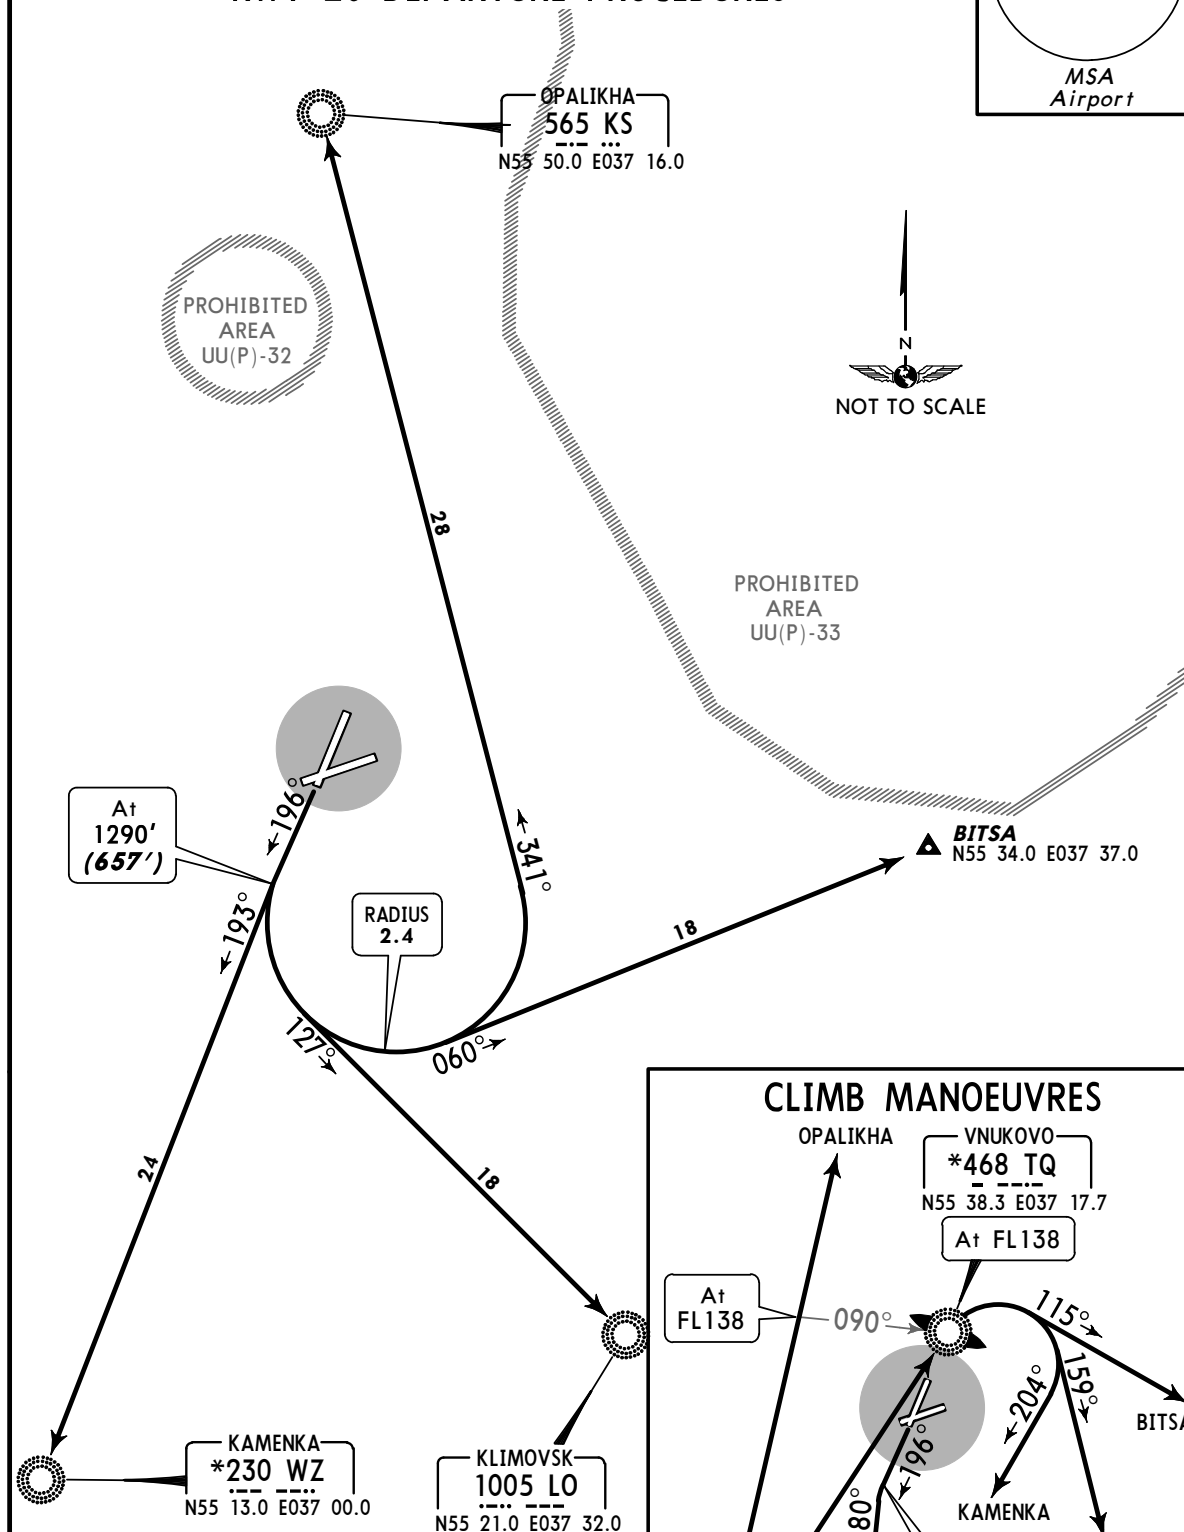 MSA
Airport
OPALIKHA
565 KS
N55 50.0 E037 16.0
PROHIBITED
AREA
UU(P)-32
N
NOT TO SCALE
28
PROHIBITED
AREA
UU(P)-33
196°
At
1290'
(657')
BITSA
N55 34.0 E037 37.0
341°
193°
RADIUS
2.4
18
127°
060°
24
18
CLIMB MANOEUVRES
OPALIKHA
VNUKOVO
*468 TQ
N55 38.3 E037 17.7
At FL138
At
FL138
090°
115°
159°
204°
BITSA
196°
80°
KAMENKA
KAMENKA
*230 WZ
N55 13.0 E037 00.0
KLIMOVSK
1005 LO
N55 21.0 E037 32.0